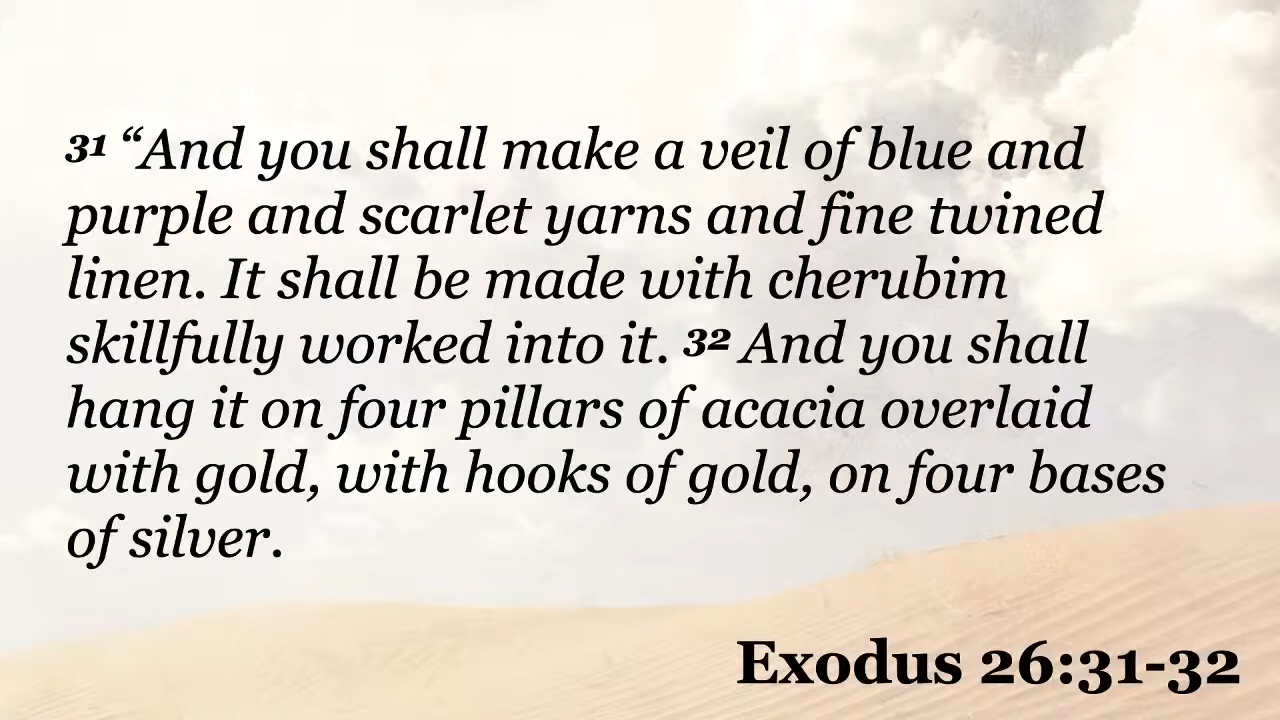 31 “And you shall make a veil of blue and
purple and scarlet yarns and fine twined
linen. It shall be made with cherubim
skillfully worked into it. 32 And you shall
hang it on four pillars of acacia overlaid
with gold, with hooks of gold, on four bases
of silver.
Exodus 26:31-32